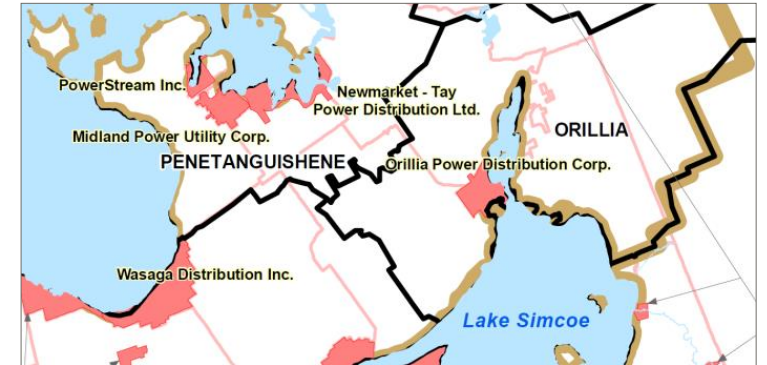 PowerStream Inc.
Newmarket - Tay
Power Distribution Ltd.
Midland Power Utility Corp.
ORILLIA
PENETANGUISHENE
Orillia Power Distribution Corp.
Wasaga Distribution Inc.
Lake Simcoe